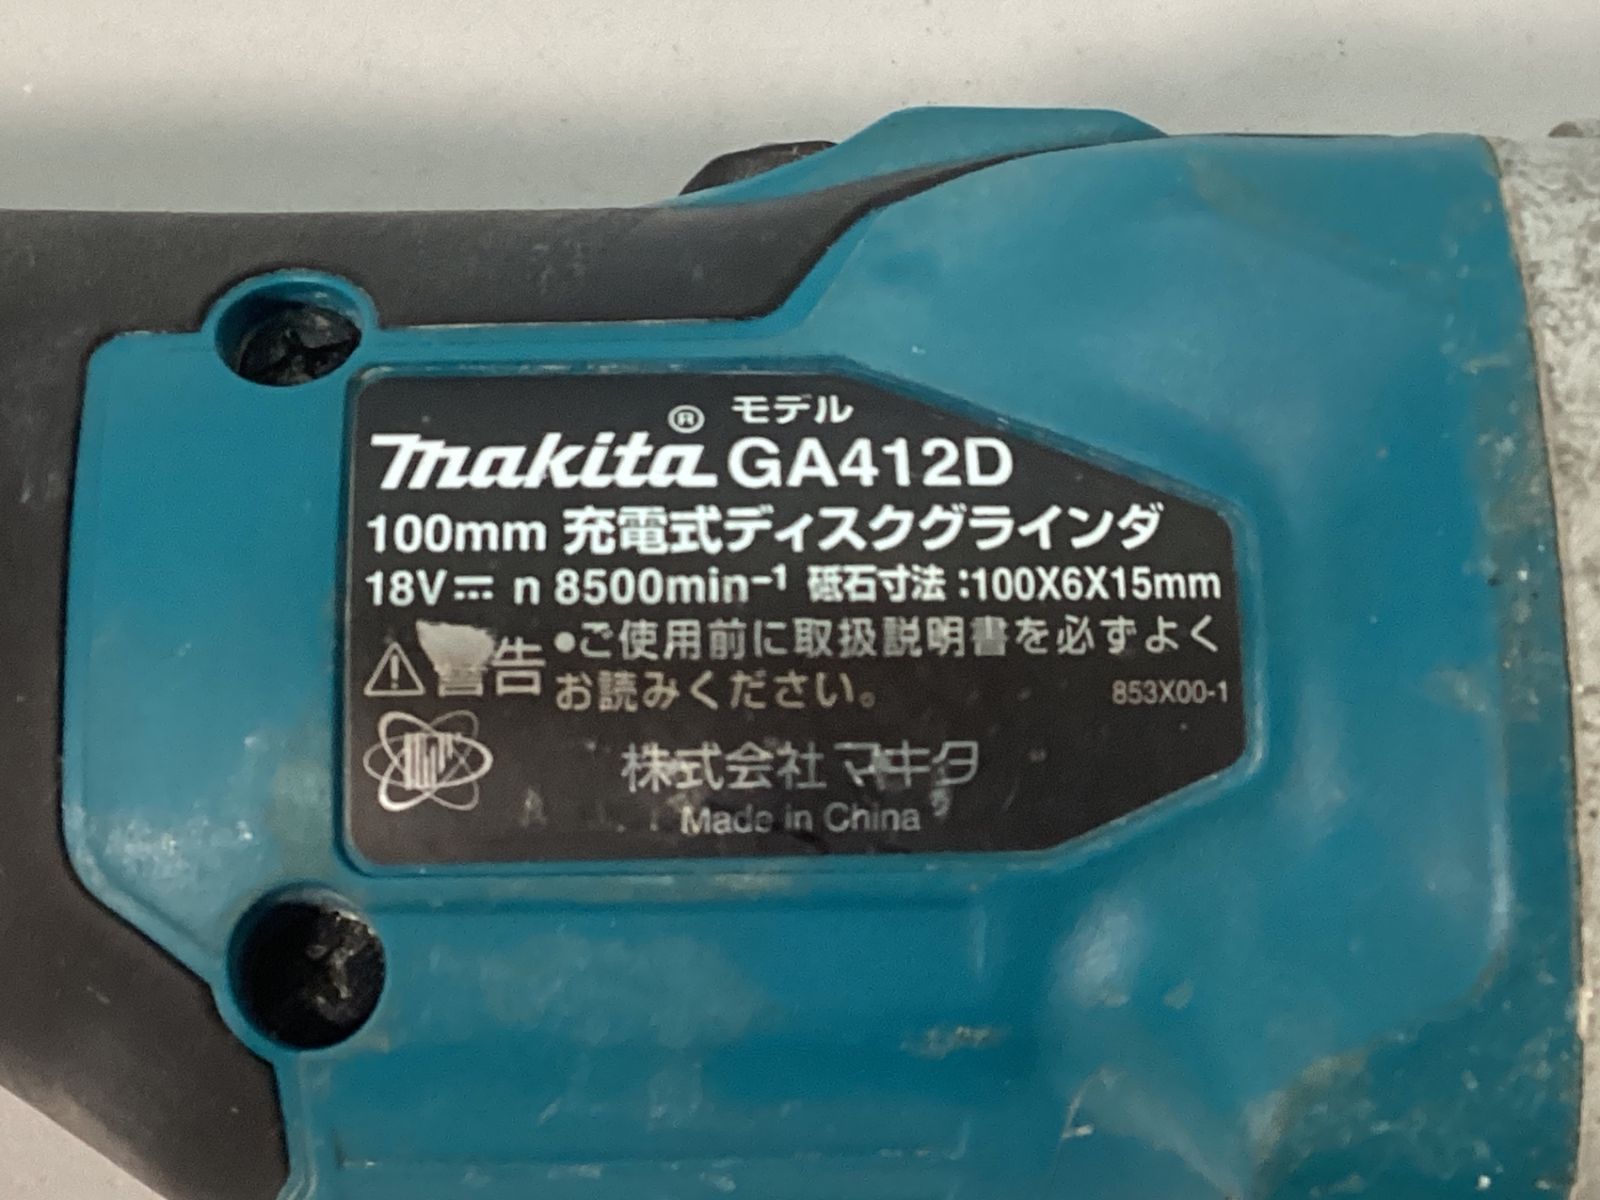 モデル
makita® GA412D
100mm 充電式ディスクグラインダ
18V⎓ n 8500min⁻¹ 砥石寸法:100X6X15mm
⚠警告 ●ご使用前に取扱説明書を必ずよく
お読みください。 853X00-1
株式会社 マキタ
Made in China